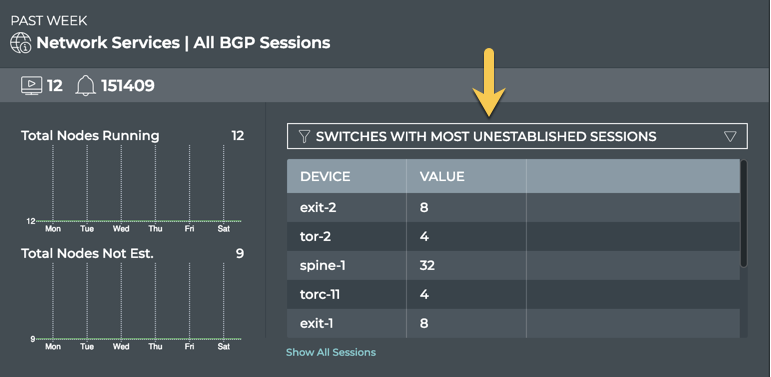 PAST WEEK
Network Services | All BGP Sessions
12 151409
Total Nodes Running 12
12
Mon Tue Wed Thu Fri Sat
Total Nodes Not Est. 9
9
Mon Tue Wed Thu Fri Sat
SWITCHES WITH MOST UNESTABLISHED SESSIONS
DEVICE VALUE
exit-2 8
tor-2 4
spine-1 32
torc-11 4
exit-1 8
Show All Sessions